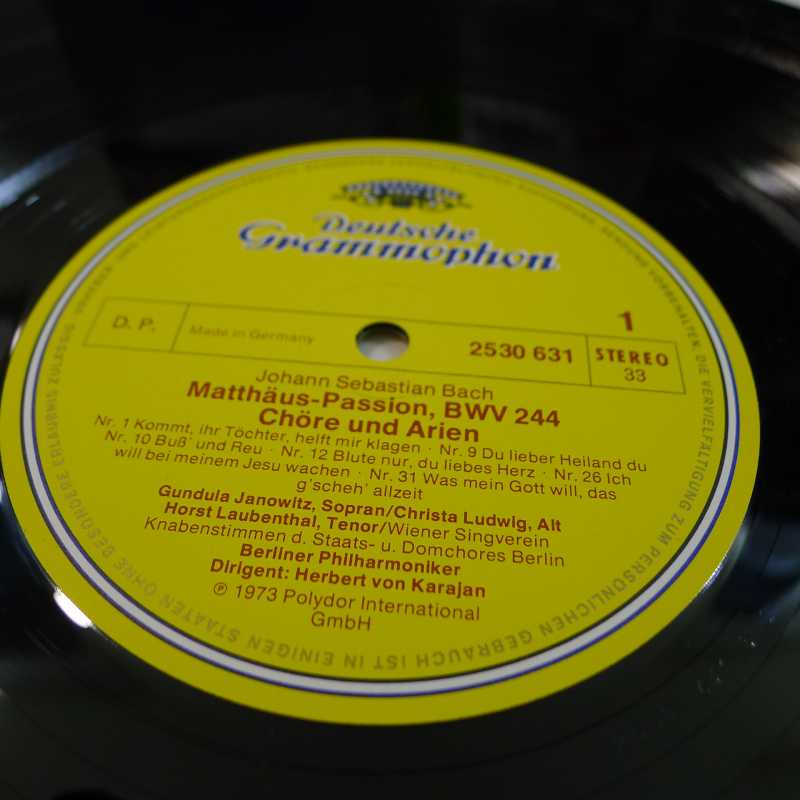 Deutsche
Grammophon
D. P.
Made in Germany
2530 631
1
STEREO
33
Johann Sebastian Bach
Matthäus-Passion, BWV 244
Chöre und Arien
Nr. 1 Kommt, ihr Töchter, helft mir klagen · Nr. 9 Du lieber Heiland du
Nr. 10 Buß' und Reu · Nr. 12 Blute nur, du liebes Herz · Nr. 26 Ich
will bei meinem Jesu wachen · Nr. 31 Was mein Gott will, das
g'scheh' allzeit
Gundula Janowitz, Sopran/Christa Ludwig, Alt
Horst Laubenthal, Tenor/Wiener Singverein
Knabenstimmen d. Staats- u. Domchores Berlin
Berliner Philharmoniker
Dirigent: Herbert von Karajan
℗ 1973 Polydor International
GmbH
SENDUNG VORBEHALTEN. DIE VERVIELFÄLTIGUNG ZUM PERSÖNLICHEN GEBRAUCH IST IN EINIGEN STAATEN OHNE BESONDERE ERLAUBNIS ZULÄSSIG